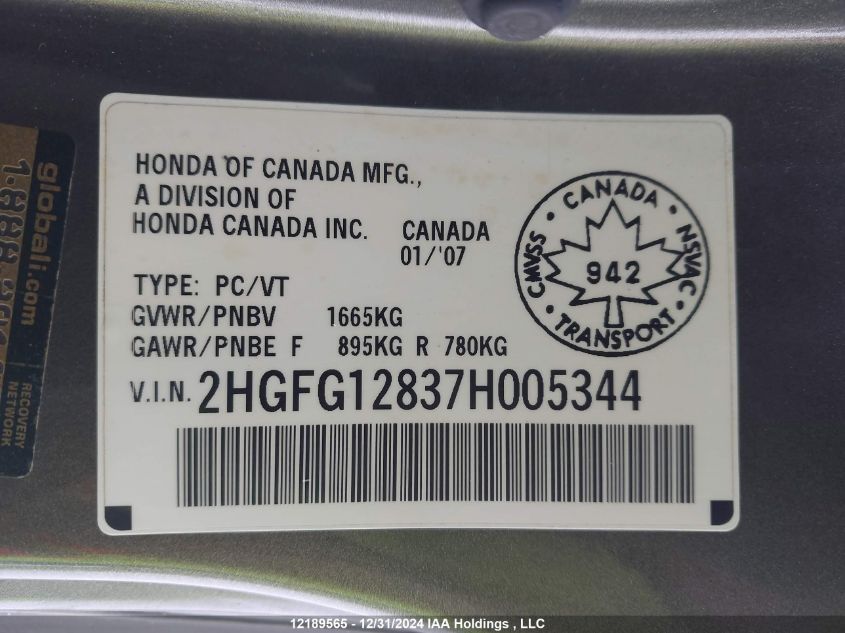 HONDA OF CANADA MFG.,
A DIVISION OF
HONDA CANADA INC. CANADA
01/'07
TYPE: PC/VT
GVWR/PNBV 1665KG
GAWR/PNBE F 895KG R 780KG
V.I.N. 2HGFG12837H005344
CANADA
CMVSS 942 NSVAC
TRANSPORT
globali.com
RECOVERY
NETWORK
12189565 - 12/31/2024 IAA Holdings , LLC